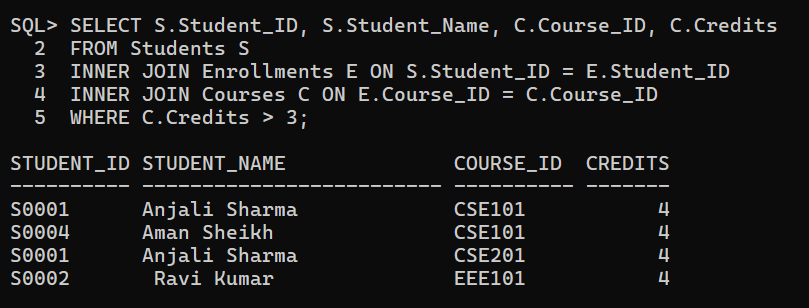 SQL> SELECT S.Student_ID, S.Student_Name, C.Course_ID, C.Credits
  2  FROM Students S
  3  INNER JOIN Enrollments E ON S.Student_ID = E.Student_ID
  4  INNER JOIN Courses C ON E.Course_ID = C.Course_ID
  5  WHERE C.Credits > 3;

STUDENT_ID STUDENT_NAME              COURSE_ID  CREDITS
---------- ------------------------- ---------- -------
S0001      Anjali Sharma             CSE101           4
S0004      Aman Sheikh               CSE101           4
S0001      Anjali Sharma             CSE201           4
S0002       Ravi Kumar               EEE101           4